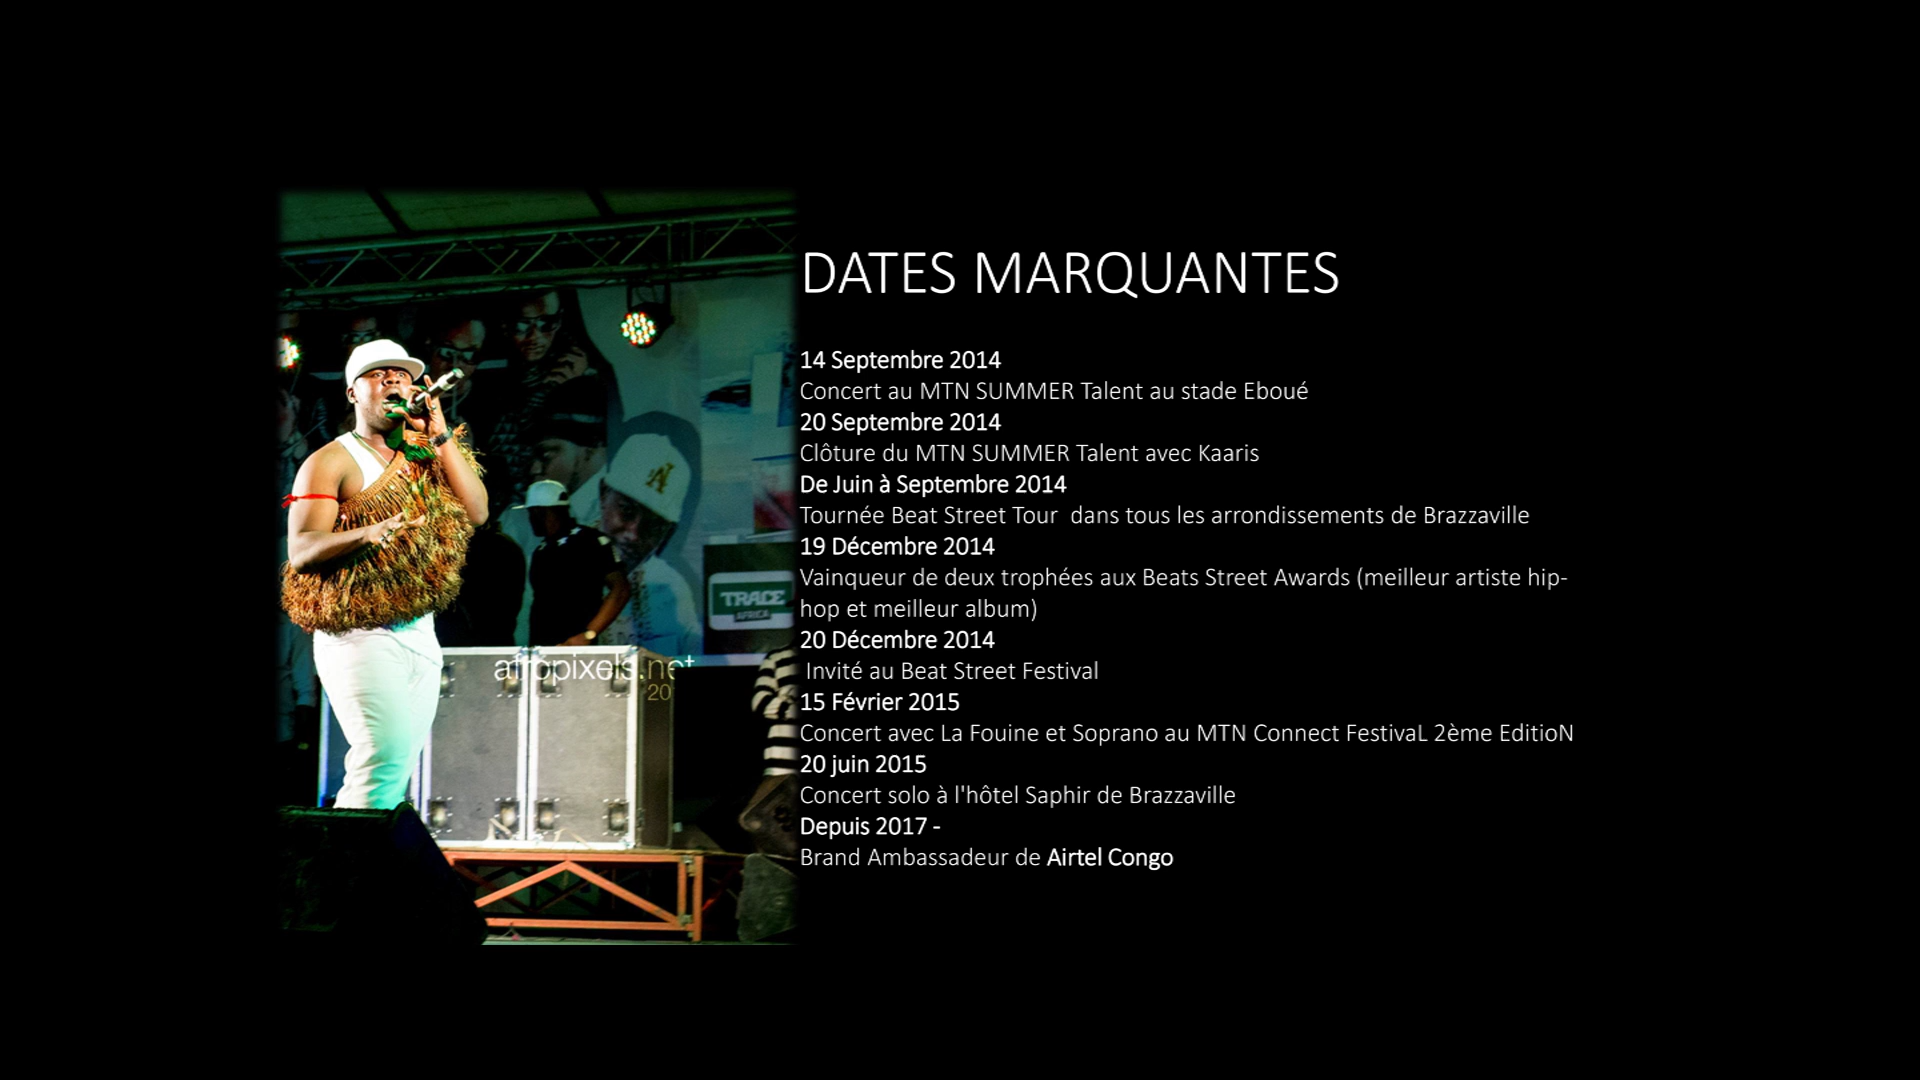 DATES MARQUANTES
14 Septembre 2014
Concert au MTN SUMMER Talent au stade Eboué
20 Septembre 2014
Clôture du MTN SUMMER Talent avec Kaaris
De Juin à Septembre 2014
Tournée Beat Street Tour  dans tous les arrondissements de Brazzaville
19 Décembre 2014
Vainqueur de deux trophées aux Beats Street Awards (meilleur artiste hip-
hop et meilleur album)
20 Décembre 2014
Invité au Beat Street Festival
15 Février 2015
Concert avec La Fouine et Soprano au MTN Connect FestivaL 2ème EditioN
20 juin 2015
Concert solo à l'hôtel Saphir de Brazzaville
Depuis 2017 -
Brand Ambassadeur de Airtel Congo
TRACE
AFRICA
afropixels.net
20